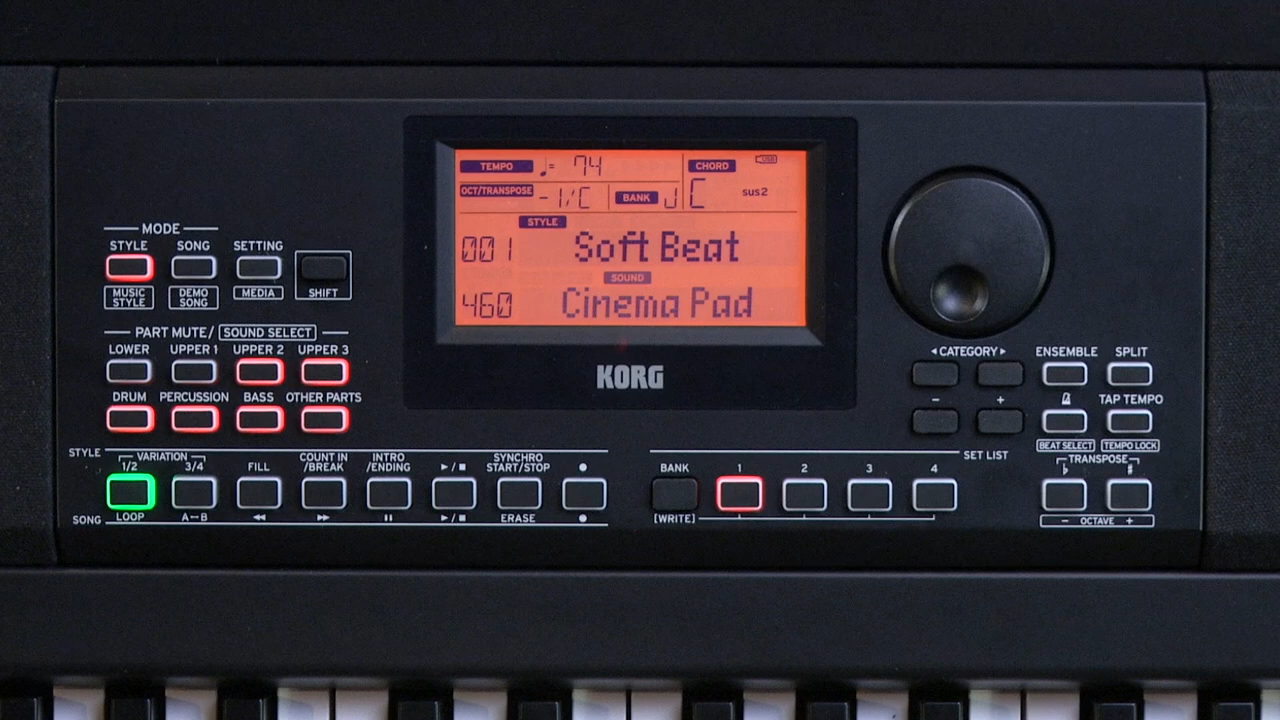 TEMPO ♩= 74 CHORD USB
OCT/TRANSPOSE -1/C BANK J C sus2
STYLE
001 Soft Beat
SOUND
460 Cinema Pad
KORG
MODE
STYLE SONG SETTING
MUSIC STYLE DEMO SONG MEDIA SHIFT
PART MUTE/ SOUND SELECT
LOWER UPPER 1 UPPER 2 UPPER 3
DRUM PERCUSSION BASS OTHER PARTS
◄CATEGORY► ENSEMBLE SPLIT
− + TAP TEMPO
BEAT SELECT TEMPO LOCK
STYLE VARIATION COUNT IN /BREAK INTRO /ENDING SYNCHRO START/STOP SET LIST TRANSPOSE
1/2 3/4 FILL ►/■ ● BANK 1 2 3 4 ♭ ♯
SONG LOOP A↔B ◄◄ ►► II ►/■ ERASE ● [WRITE] − OCTAVE +